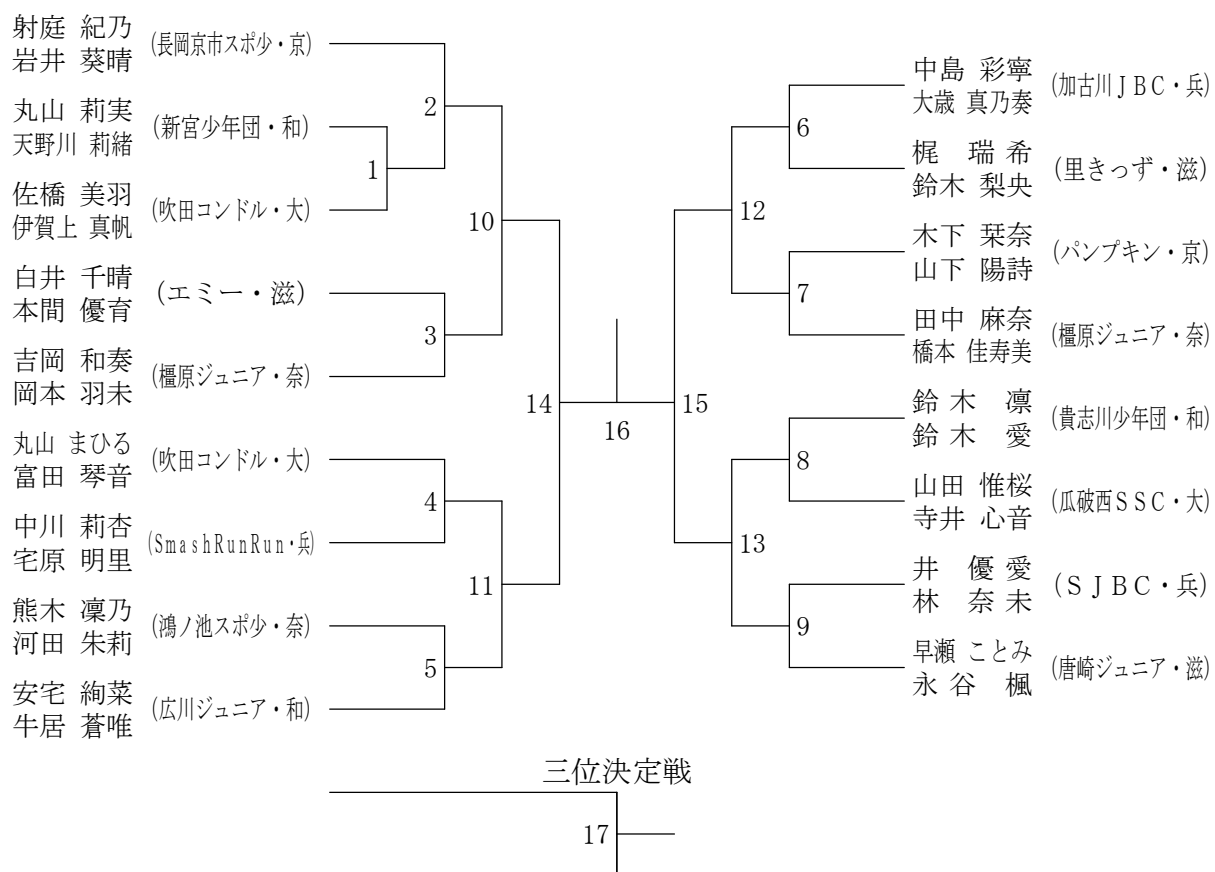 射庭 紀乃
岩井 葵晴
(長岡京市スポ少・京)
丸山 莉実
天野川 莉緒
(新宮少年団・和)
佐橋 美羽
伊賀上 真帆
(吹田コンドル・大)
白井 千晴
本間 優育
(エミー・滋)
吉岡 和奏
岡本 羽未
(橿原ジュニア・奈)
丸山 まひる
富田 琴音
(吹田コンドル・大)
中川 莉杏
宅原 明里
(SmashRunRun・兵)
熊木 凜乃
河田 朱莉
(鴻ノ池スポ少・奈)
安宅 絢菜
牛居 蒼唯
(広川ジュニア・和)
2
1
10
3
14
4
11
5
16
15
12
6
7
13
8
9
中島 彩寧
大歳 真乃奏
(加古川JBC・兵)
梶 瑞希
鈴木 梨央
(里きっず・滋)
木下 栞奈
山下 陽詩
(パンプキン・京)
田中 麻奈
橋本 佳寿美
(橿原ジュニア・奈)
鈴木 凛
鈴木 愛
(貴志川少年団・和)
山田 惟桜
寺井 心音
(瓜破西SSC・大)
井 優愛
林 奈未
(SJBC・兵)
早瀬 ことみ
永谷 楓
(唐崎ジュニア・滋)
三位決定戦
17